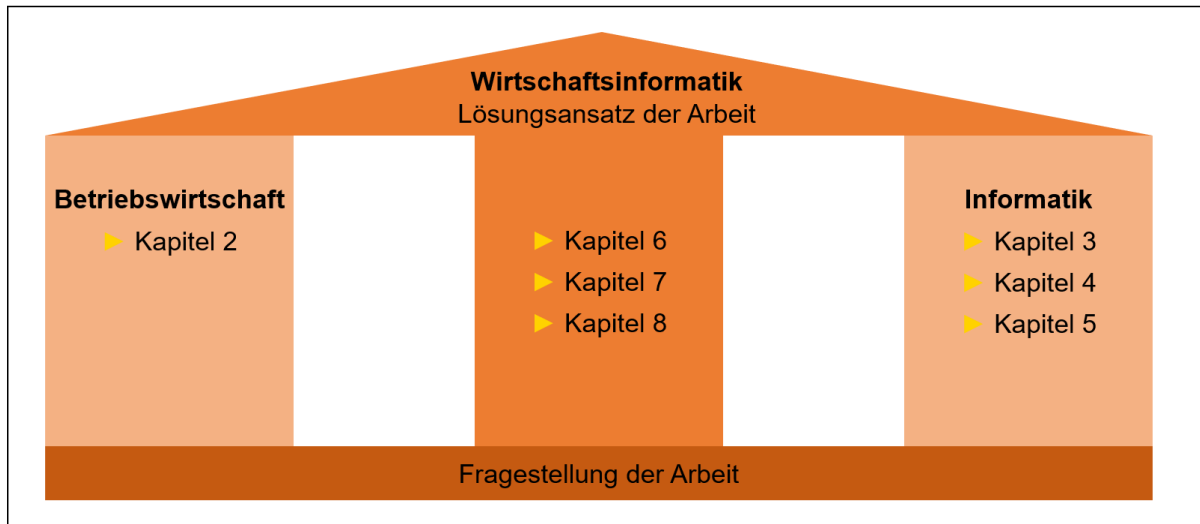 Wirtschaftsinformatik
Lösungsansatz der Arbeit
Betriebswirtschaft
Kapitel 2
Kapitel 6
Kapitel 7
Kapitel 8
Informatik
Kapitel 3
Kapitel 4
Kapitel 5
Fragestellung der Arbeit